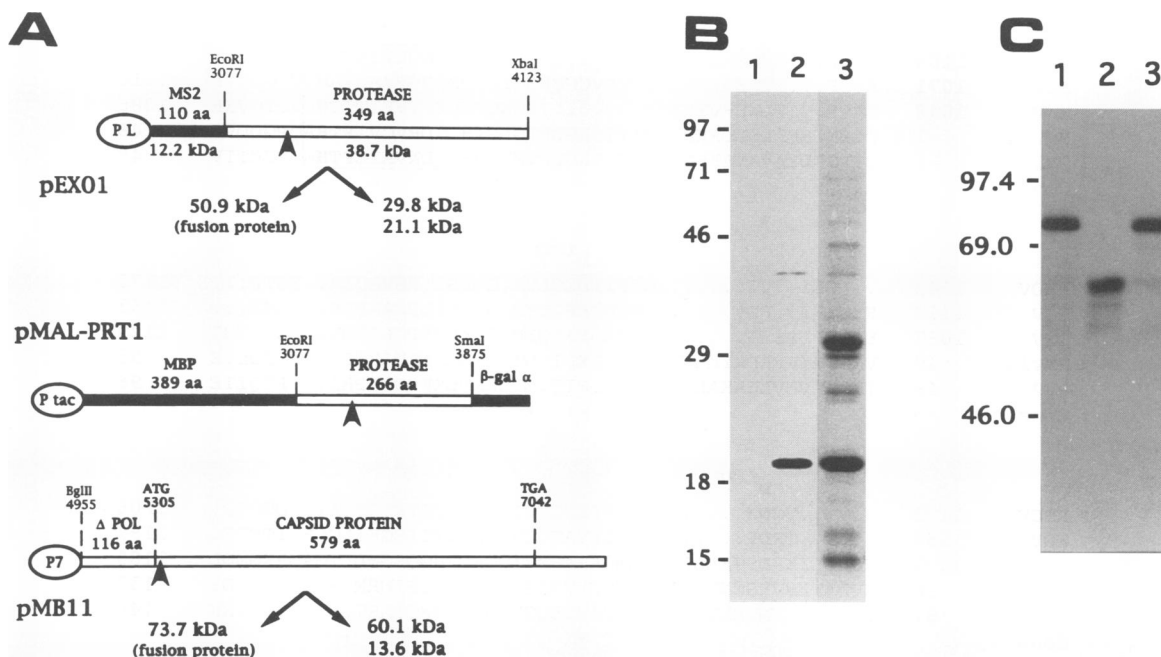 A
EcoRI
3077
XbaI
4123
MS2
110 aa
PROTEASE
349 aa
P L
12.2 kDa
38.7 kDa
pEX01
50.9 kDa
(fusion protein)
29.8 kDa
21.1 kDa
pMAL-PRT1
EcoRI
3077
SmaI
3875
MBP
389 aa
PROTEASE
266 aa
β-gal α
P tac
BglII
4955
ATG
5305
TGA
7042
Δ POL
116 aa
CAPSID PROTEIN
579 aa
P7
pMB11
73.7 kDa
(fusion protein)
60.1 kDa
13.6 kDa
B
1 2 3
97 -
71 -
46 -
29 -
18 -
15 -
C
1 2 3
97.4 -
69.0 -
46.0 -